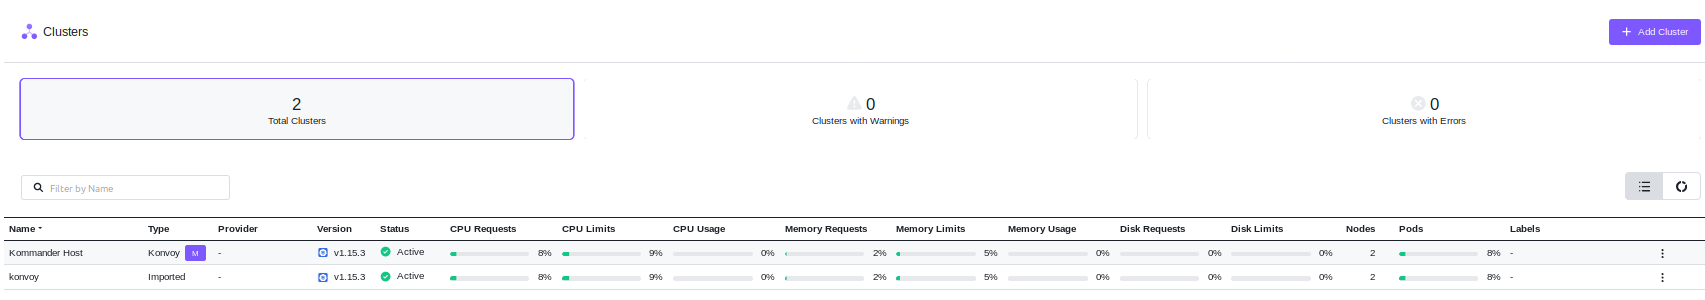 Clusters
Add Cluster
2
Total Clusters
0
Clusters with Warnings
0
Clusters with Errors
Filter by Name
Name Type Provider Version Status CPU Requests CPU Limits CPU Usage Memory Requests Memory Limits Memory Usage Disk Requests Disk Limits Nodes Pods Labels
Kommander Host Konvoy M - v1.15.3 Active 8% 9% 0% 2% 5% 0% 0% 0% 2 8% -
konvoy Imported - v1.15.3 Active 8% 9% 0% 2% 5% 0% 0% 0% 2 8% -